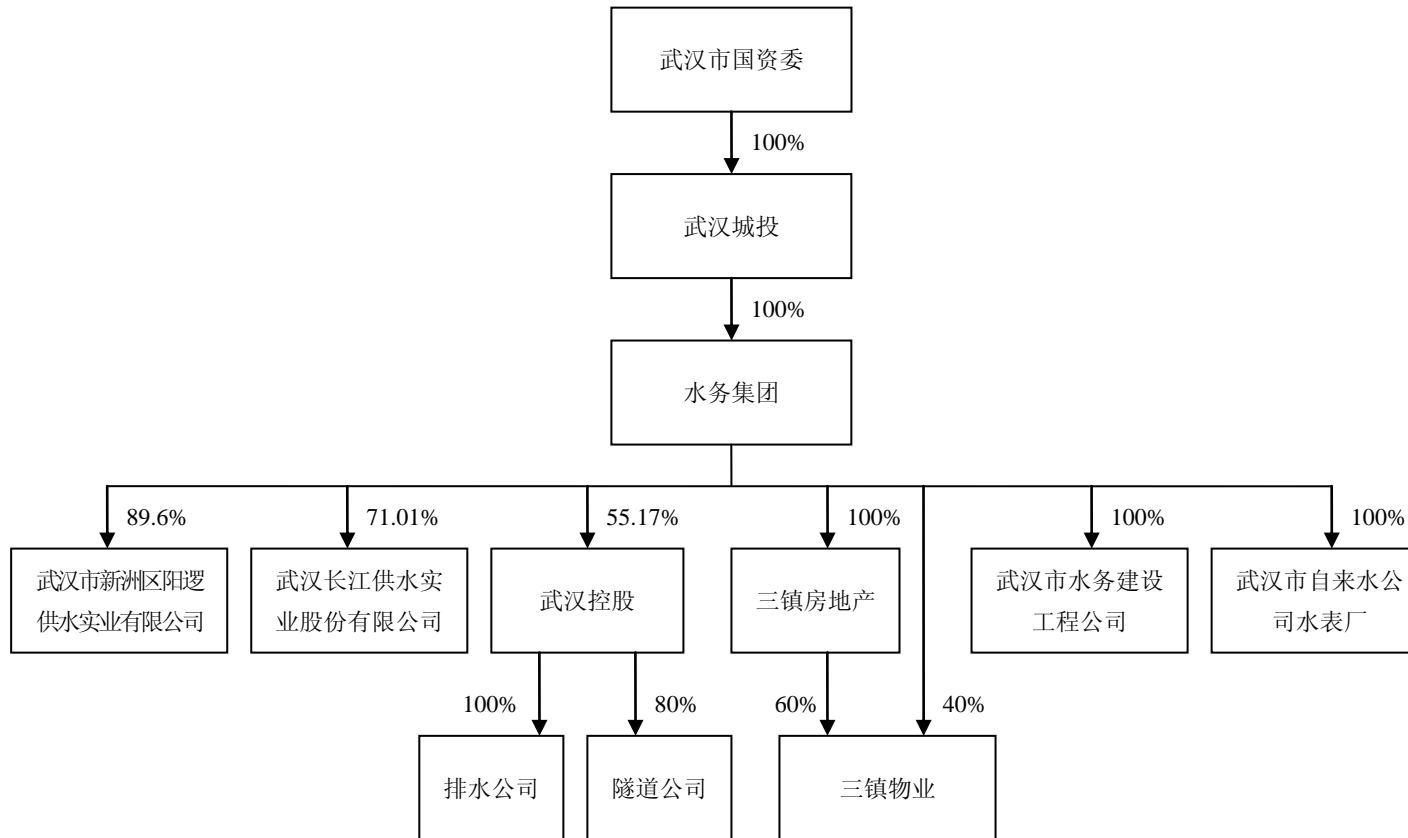 武汉市国资委
100%
武汉城投
100%
水务集团
89.6%
71.01%
55.17%
100%
100%
100%
武汉市新洲区阳逻
供水实业有限公司
武汉长江供水实
业股份有限公司
武汉控股
三镇房地产
武汉市水务建设
工程公司
武汉市自来水公
司水表厂
100%
80%
60%
40%
排水公司
隧道公司
三镇物业